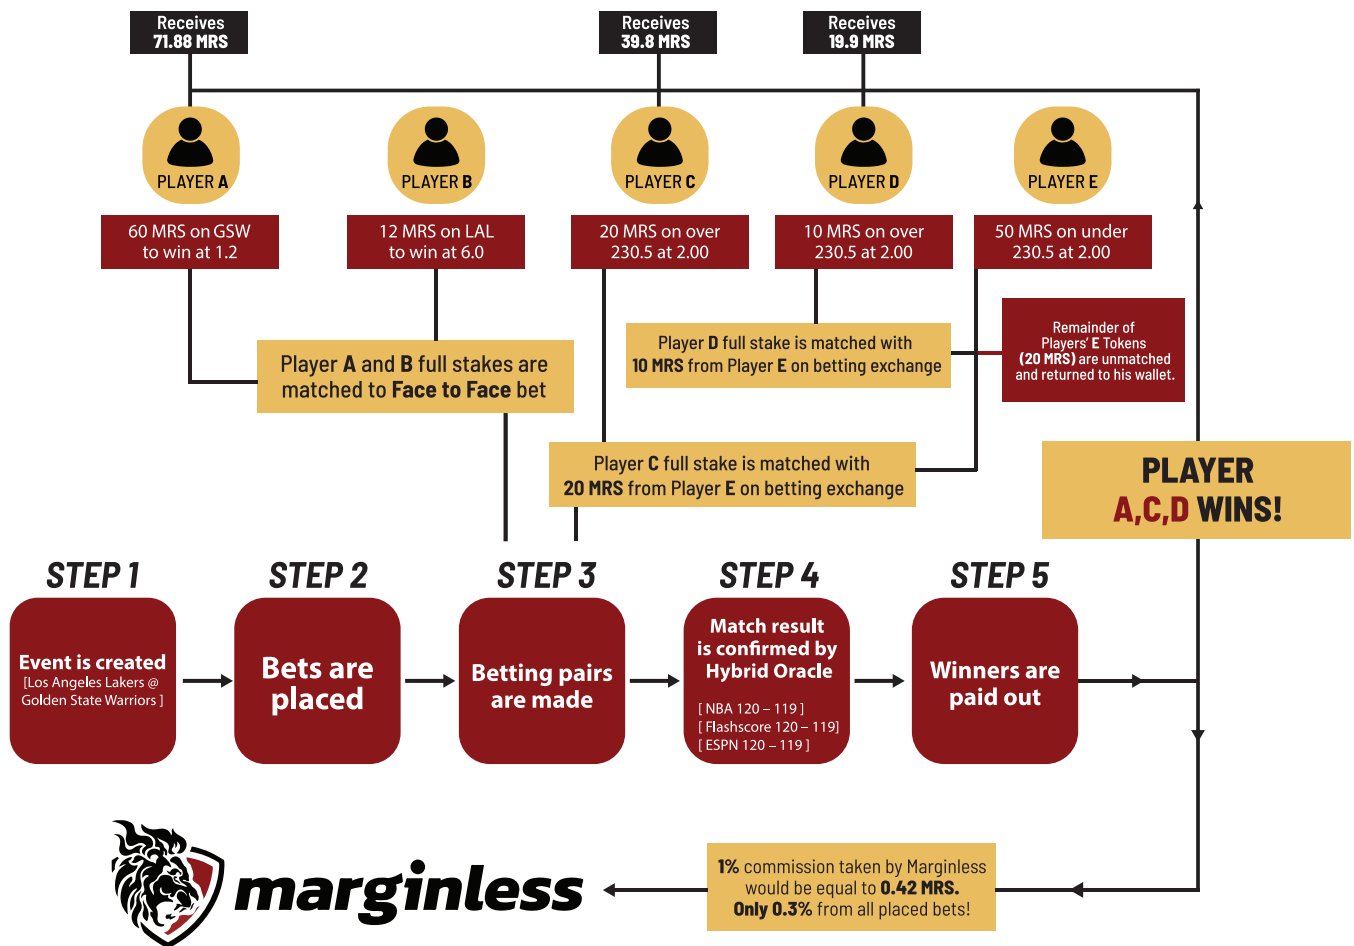 Receives
71.88 MRS
Receives
39.8 MRS
Receives
19.9 MRS
PLAYER A
PLAYER B
PLAYER C
PLAYER D
PLAYER E
60 MRS on GSW
to win at 1.2
12 MRS on LAL
to win at 6.0
20 MRS on over
230.5 at 2.00
10 MRS on over
230.5 at 2.00
50 MRS on under
230.5 at 2.00
Player A and B full stakes are
matched to Face to Face bet
Player D full stake is matched with
10 MRS from Player E on betting exchange
Remainder of
Players' E Tokens
(20 MRS) are unmatched
and returned to his wallet.
Player C full stake is matched with
20 MRS from Player E on betting exchange
PLAYER
A,C,D WINS!
STEP 1
STEP 2
STEP 3
STEP 4
STEP 5
Event is created
[Los Angeles Lakers @
Golden State Warriors ]
Bets are
placed
Betting pairs
are made
Match result
is confirmed by
Hybrid Oracle
[ NBA 120 – 119 ]
[ Flashscore 120 – 119]
[ ESPN 120 – 119 ]
Winners are
paid out
marginless
1% commission taken by Marginless
would be equal to 0.42 MRS.
Only 0.3% from all placed bets!